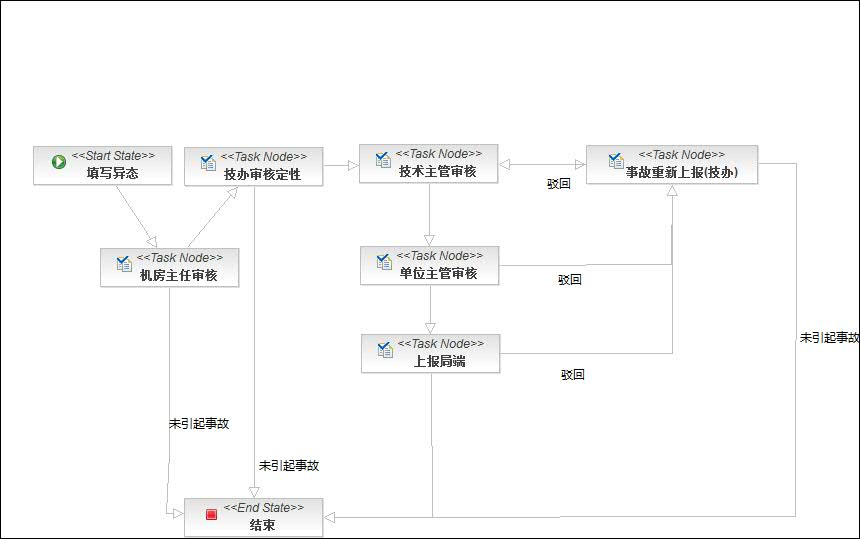 <<Start State>>
填写异态
<<Task Node>>
技办审核定性
<<Task Node>>
技术主管审核
<<Task Node>>
事故重新上报(技办)
驳回
<<Task Node>>
机房主任审核
<<Task Node>>
单位主管审核
驳回
<<Task Node>>
上报局端
未引起事故
驳回
未引起事故
未引起事故
<<End State>>
结束